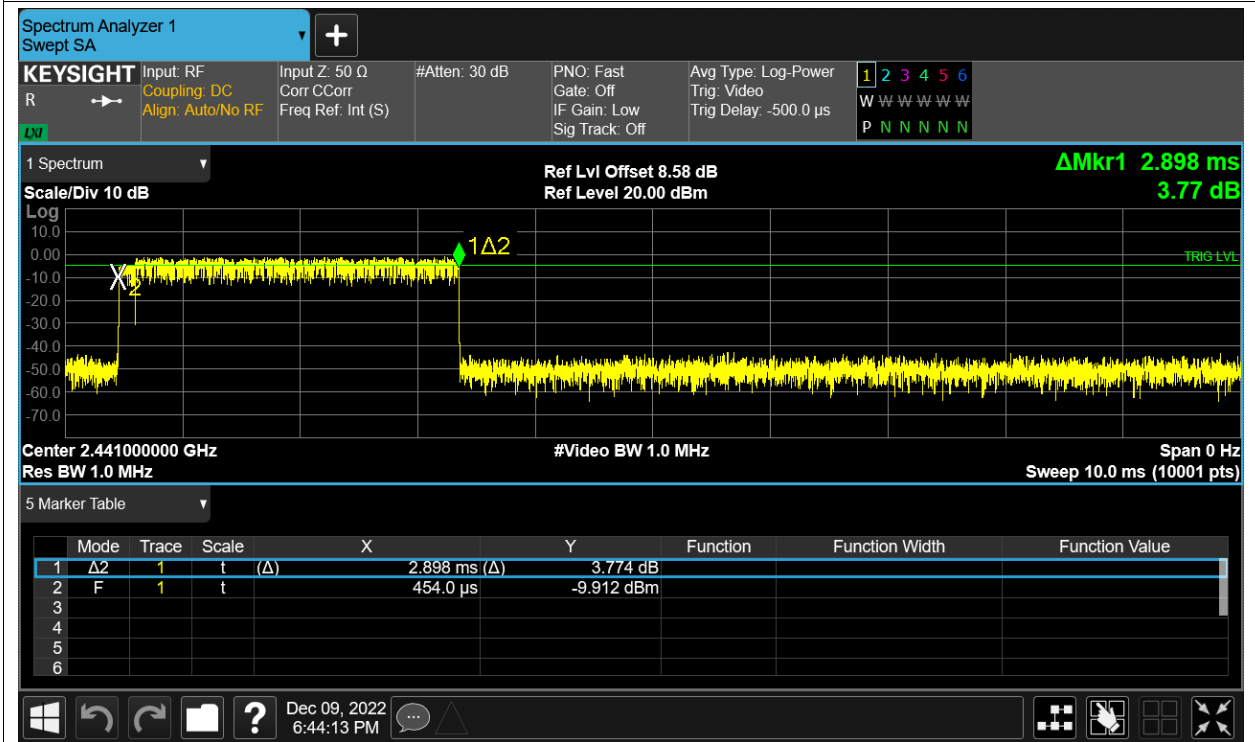 Spectrum Analyzer 1
Swept SA
KEYSIGHT
R
LXI
Input: RF
Coupling: DC
Align: Auto/No RF
Input Z: 50 Ω
Corr CCorr
Freq Ref: Int (S)
#Atten: 30 dB
PNO: Fast
Gate: Off
IF Gain: Low
Sig Track: Off
Avg Type: Log-Power
Trig: Video
Trig Delay: -500.0 µs
1 2 3 4 5 6
W W W W W W
P N N N N N
1 Spectrum
Scale/Div 10 dB
Ref Lvl Offset 8.58 dB
Ref Level 20.00 dBm
ΔMkr1 2.898 ms
3.77 dB
Log
10.0
0.00
-10.0
-20.0
-30.0
-40.0
-50.0
-60.0
-70.0
X2
1Δ2
TRIG LVL
Center 2.441000000 GHz
Res BW 1.0 MHz
#Video BW 1.0 MHz
Span 0 Hz
Sweep 10.0 ms (10001 pts)
5 Marker Table
Mode Trace Scale X Y Function Function Width Function Value
1 Δ2 1 t (Δ) 2.898 ms (Δ) 3.774 dB
2 F 1 t 454.0 µs -9.912 dBm
3
4
5
6
?
Dec 09, 2022
6:44:13 PM